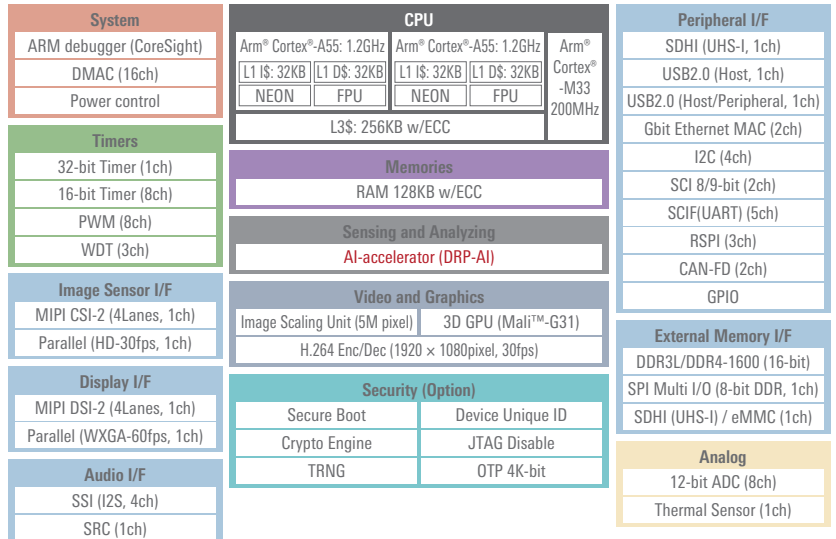 System
ARM debugger (CoreSight)
DMAC (16ch)
Power control
Timers
32-bit Timer (1ch)
16-bit Timer (8ch)
PWM (8ch)
WDT (3ch)
Image Sensor I/F
MIPI CSI-2 (4Lanes, 1ch)
Parallel (HD-30fps, 1ch)
Display I/F
MIPI DSI-2 (4Lanes, 1ch)
Parallel (WXGA-60fps, 1ch)
Audio I/F
SSI (I2S, 4ch)
SRC (1ch)
CPU
Arm® Cortex®-A55: 1.2GHz
L1 I$: 32KB
L1 D$: 32KB
NEON
FPU
Arm® Cortex®-A55: 1.2GHz
L1 I$: 32KB
L1 D$: 32KB
NEON
FPU
Arm®
Cortex®
-M33
200MHz
L3$: 256KB w/ECC
Memories
RAM 128KB w/ECC
Sensing and Analyzing
AI-accelerator (DRP-AI)
Video and Graphics
Image Scaling Unit (5M pixel)
3D GPU (Mali™-G31)
H.264 Enc/Dec (1920 × 1080pixel, 30fps)
Security (Option)
Secure Boot
Device Unique ID
Crypto Engine
JTAG Disable
TRNG
OTP 4K-bit
Peripheral I/F
SDHI (UHS-I, 1ch)
USB2.0 (Host, 1ch)
USB2.0 (Host/Peripheral, 1ch)
Gbit Ethernet MAC (2ch)
I2C (4ch)
SCI 8/9-bit (2ch)
SCIF(UART) (5ch)
RSPI (3ch)
CAN-FD (2ch)
GPIO
External Memory I/F
DDR3L/DDR4-1600 (16-bit)
SPI Multi I/O (8-bit DDR, 1ch)
SDHI (UHS-I) / eMMC (1ch)
Analog
12-bit ADC (8ch)
Thermal Sensor (1ch)